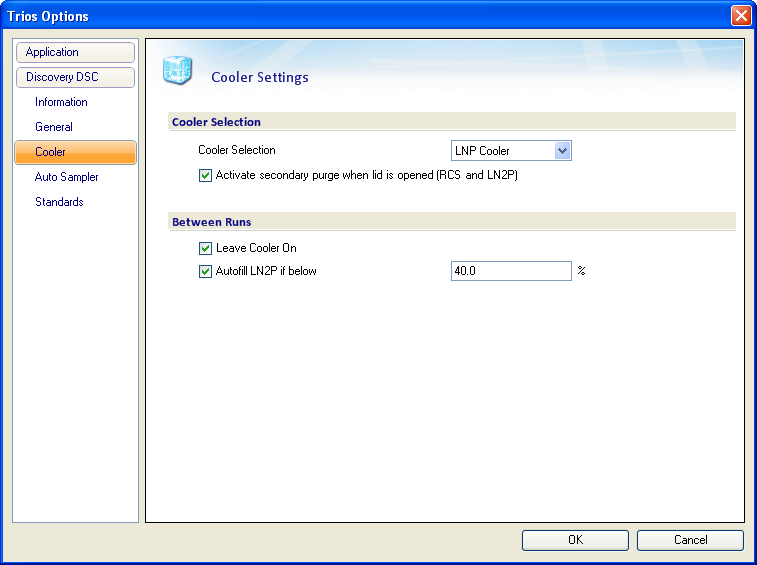 Trios Options
Application
Discovery DSC
Information
General
Cooler
Auto Sampler
Standards
Cooler Settings
Cooler Selection
Cooler Selection LNP Cooler
Activate secondary purge when lid is opened (RCS and LN2P)
Between Runs
Leave Cooler On
Autofill LN2P if below 40.0 %
OK Cancel